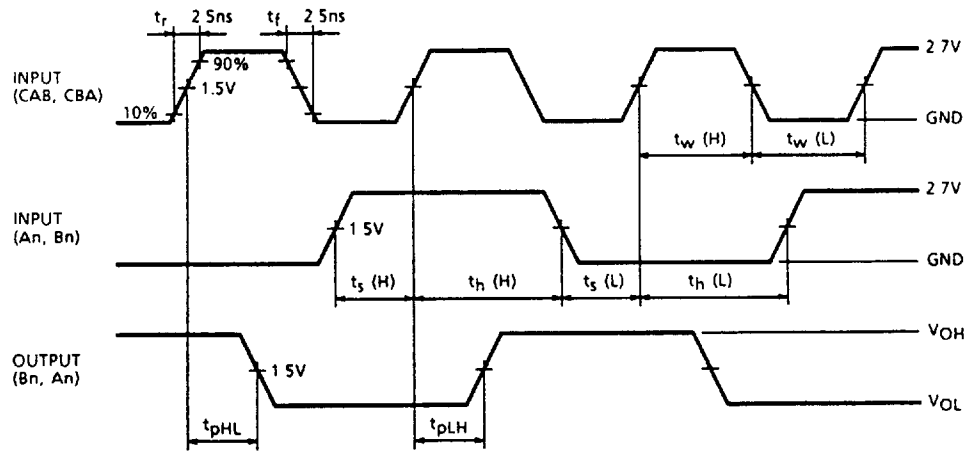 tr 2 5ns tf 2 5ns
INPUT
(CAB, CBA)
90%
1.5V
10%
2 7V
GND
tw (H) tw (L)
INPUT
(An, Bn)
1 5V
2 7V
GND
ts (H) th (H) ts (L) th (L)
OUTPUT
(Bn, An)
1 5V
VOH
VOL
tpHL tpLH